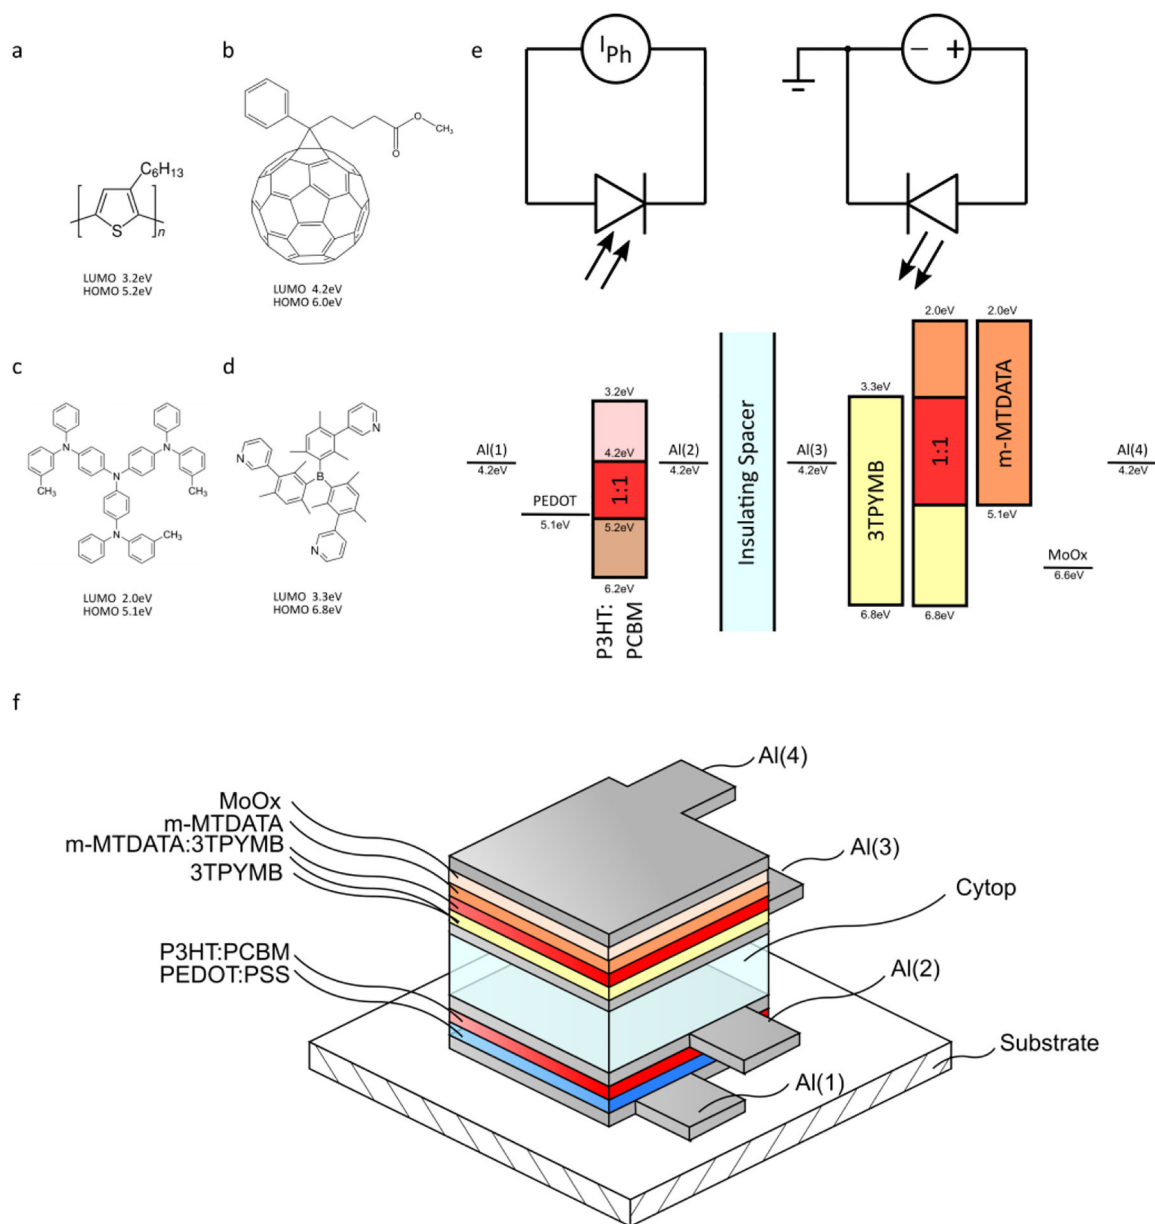 a
b
e
I Ph
− +
C6H13
S
n
LUMO 3.2eV
HOMO 5.2eV
O
CH3
O
LUMO 4.2eV
HOMO 6.0eV
c
d
N
N
N
CH3
CH3
N
CH3
LUMO 2.0eV
HOMO 5.1eV
N
N
B
N
LUMO 3.3eV
HOMO 6.8eV
Al(1)
4.2eV
PEDOT
5.1eV
3.2eV
4.2eV
1:1
5.2eV
6.2eV
P3HT:
PCBM
Al(2)
4.2eV
Insulating Spacer
Al(3)
4.2eV
3.3eV
3TPYMB
6.8eV
2.0eV
1:1
6.8eV
2.0eV
m-MTDATA
5.1eV
MoOx
6.6eV
Al(4)
4.2eV
f
Al(4)
MoOx
m-MTDATA
m-MTDATA:3TPYMB
3TPYMB
Al(3)
Cytop
P3HT:PCBM
PEDOT:PSS
Al(2)
Substrate
Al(1)